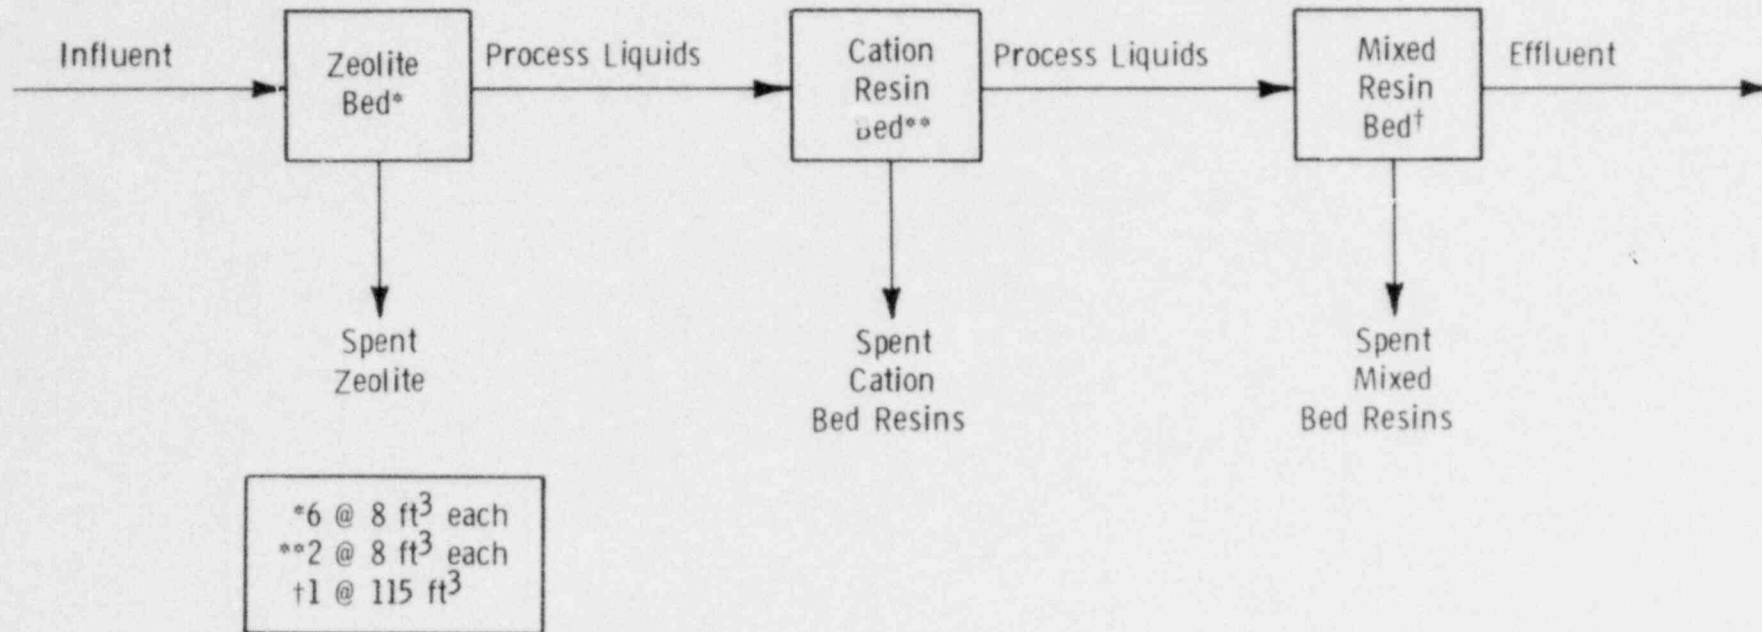 Influent
Zeolite
Bed*
Process Liquids
Cation
Resin
Bed**
Process Liquids
Mixed
Resin
Bed†
Effluent
Spent
Zeolite
Spent
Cation
Bed Resins
Spent
Mixed
Bed Resins
*6 @ 8 ft³ each
**2 @ 8 ft³ each
†1 @ 115 ft³